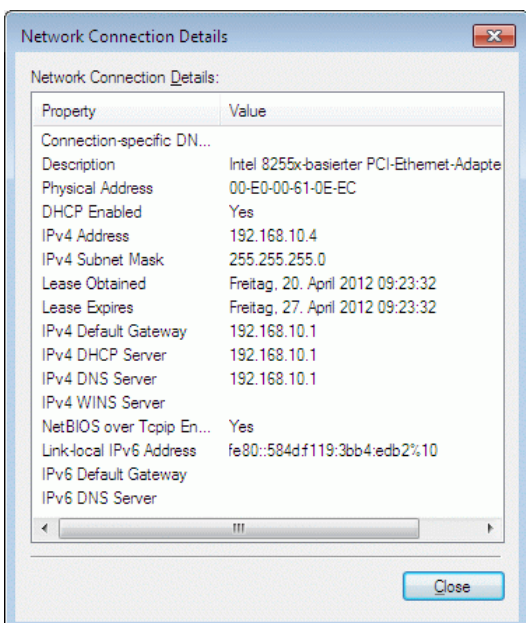 Network Connection Details
Network Connection Details:
Property Value
Connection-specific DN...
Description Intel 8255x-basierter PCI-Ethernet-Adapte
Physical Address 00-E0-00-61-0E-EC
DHCP Enabled Yes
IPv4 Address 192.168.10.4
IPv4 Subnet Mask 255.255.255.0
Lease Obtained Freitag, 20. April 2012 09:23:32
Lease Expires Freitag, 27. April 2012 09:23:32
IPv4 Default Gateway 192.168.10.1
IPv4 DHCP Server 192.168.10.1
IPv4 DNS Server 192.168.10.1
IPv4 WINS Server
NetBIOS over Tcpip En... Yes
Link-local IPv6 Address fe80::584d:f119:3bb4:edb2%10
IPv6 Default Gateway
IPv6 DNS Server
Close